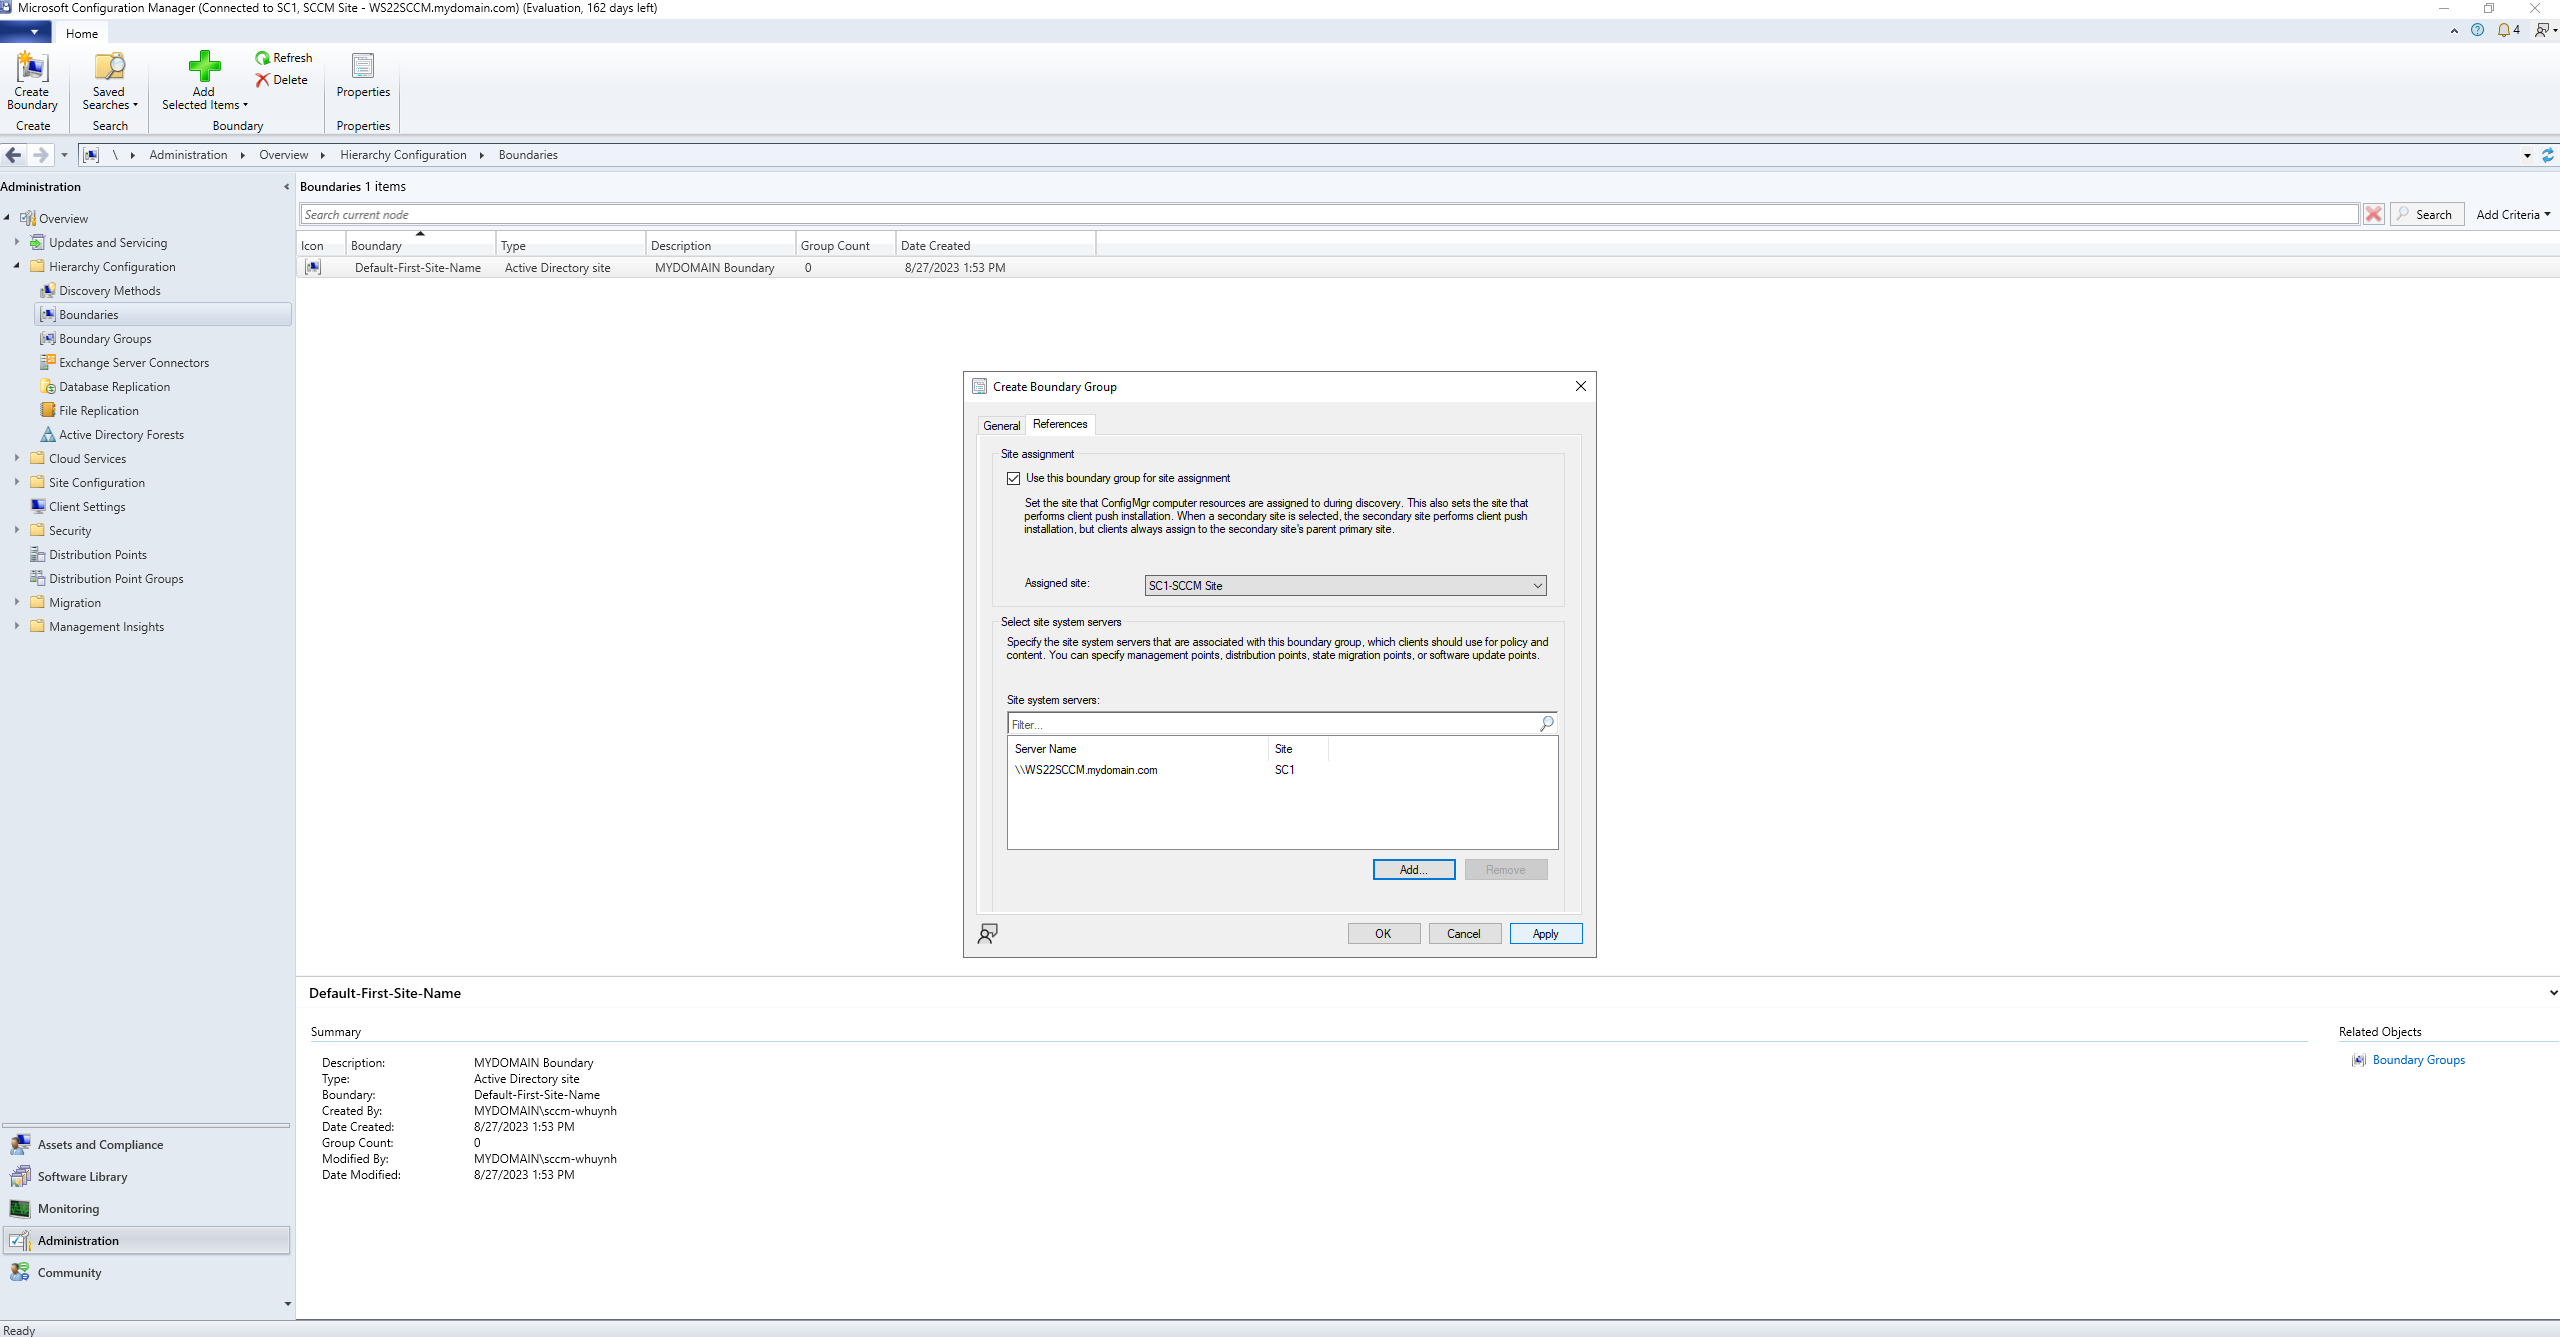 Microsoft Configuration Manager (Connected to SC1, SCCM Site - WS22SCCM.mydomain.com) (Evaluation, 162 days left)
Home
4
Create Boundary
Saved Searches
Add Selected Items
Refresh
Delete
Properties
Create
Search
Boundary
Properties
\ Administration Overview Hierarchy Configuration Boundaries
Administration
Overview
Updates and Servicing
Hierarchy Configuration
Discovery Methods
Boundaries
Boundary Groups
Exchange Server Connectors
Database Replication
File Replication
Active Directory Forests
Cloud Services
Site Configuration
Client Settings
Security
Distribution Points
Distribution Point Groups
Migration
Management Insights
Assets and Compliance
Software Library
Monitoring
Administration
Community
Boundaries 1 items
Search current node
Search
Add Criteria
Icon Boundary Type Description Group Count Date Created
Default-First-Site-Name Active Directory site MYDOMAIN Boundary 0 8/27/2023 1:53 PM
Create Boundary Group
General References
Site assignment
Use this boundary group for site assignment
Set the site that ConfigMgr computer resources are assigned to during discovery. This also sets the site that
performs client push installation. When a secondary site is selected, the secondary site performs client push
installation, but clients always assign to the secondary site's parent primary site.
Assigned site: SC1-SCCM Site
Select site system servers
Specify the site system servers that are associated with this boundary group, which clients should use for policy and
content. You can specify management points, distribution points, state migration points, or software update points.
Site system servers:
Filter...
Server Name Site
\\WS22SCCM.mydomain.com SC1
Add... Remove
OK Cancel Apply
Default-First-Site-Name
Summary
Description: MYDOMAIN Boundary
Type: Active Directory site
Boundary: Default-First-Site-Name
Created By: MYDOMAIN\sccm-whuynh
Date Created: 8/27/2023 1:53 PM
Group Count: 0
Modified By: MYDOMAIN\sccm-whuynh
Date Modified: 8/27/2023 1:53 PM
Related Objects
Boundary Groups
Ready